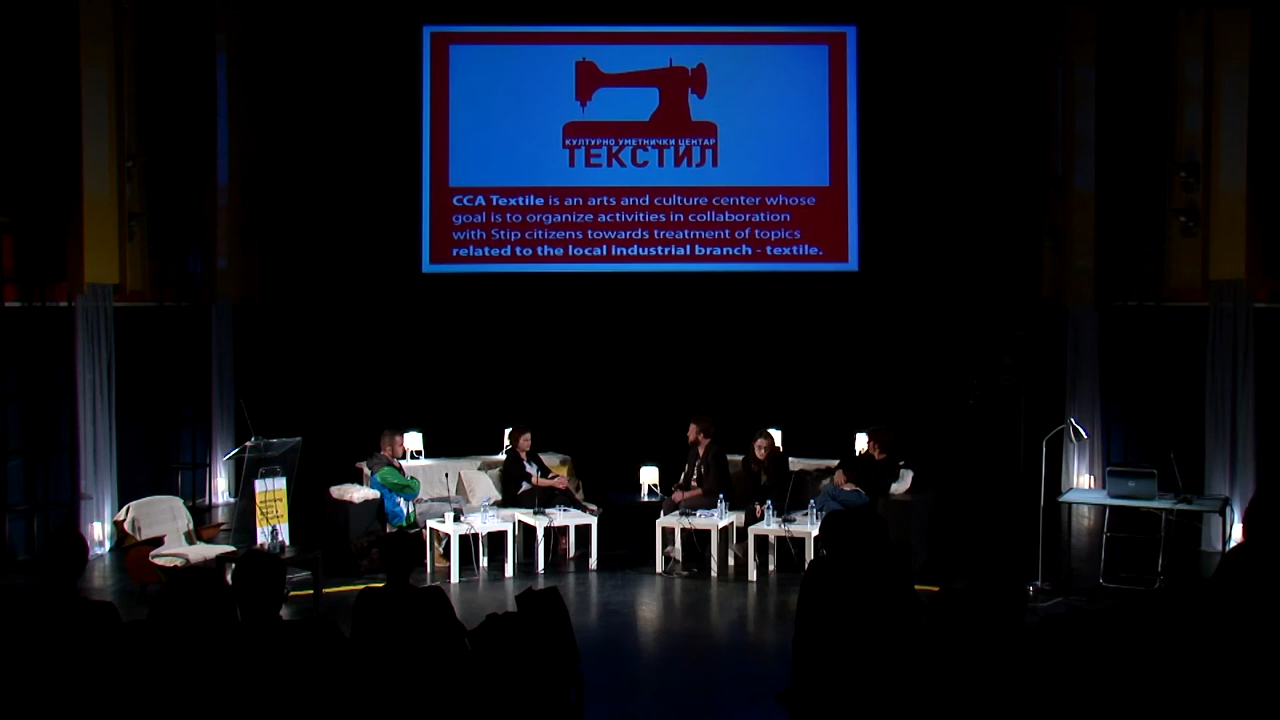 КУЛТУРНО УМЕТНИЧКИ ЦЕНТАР
ТЕКСТИЛ
CCA Textile is an arts and culture center whose
goal is to organize activities in collaboration
with Stip citizens towards treatment of topics
related to the local industrial branch - textile.